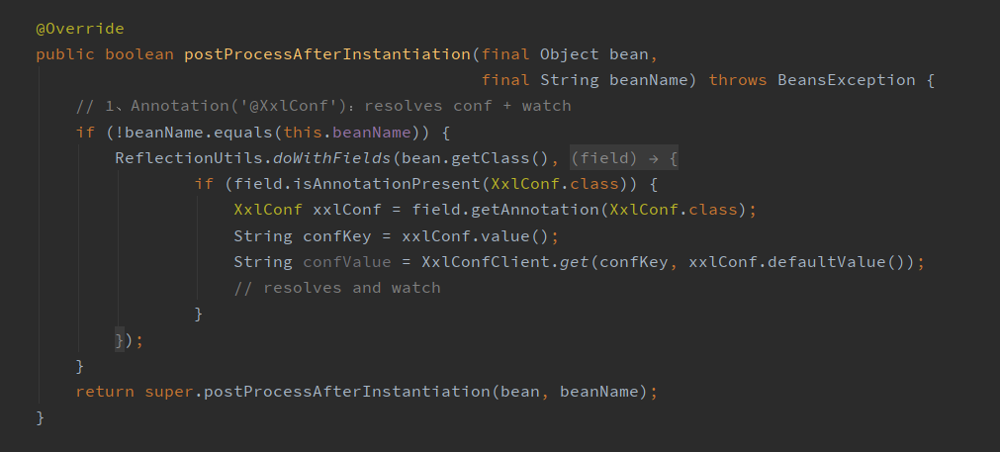 @Override
public boolean postProcessAfterInstantiation(final Object bean,
final String beanName) throws BeansException {
// 1、Annotation('@XxlConf')：resolves conf + watch
if (!beanName.equals(this.beanName)) {
ReflectionUtils.doWithFields(bean.getClass(), (field) → {
if (field.isAnnotationPresent(XxlConf.class)) {
XxlConf xxlConf = field.getAnnotation(XxlConf.class);
String confKey = xxlConf.value();
String confValue = XxlConfClient.get(confKey, xxlConf.defaultValue());
// resolves and watch
}
});
}
return super.postProcessAfterInstantiation(bean, beanName);
}